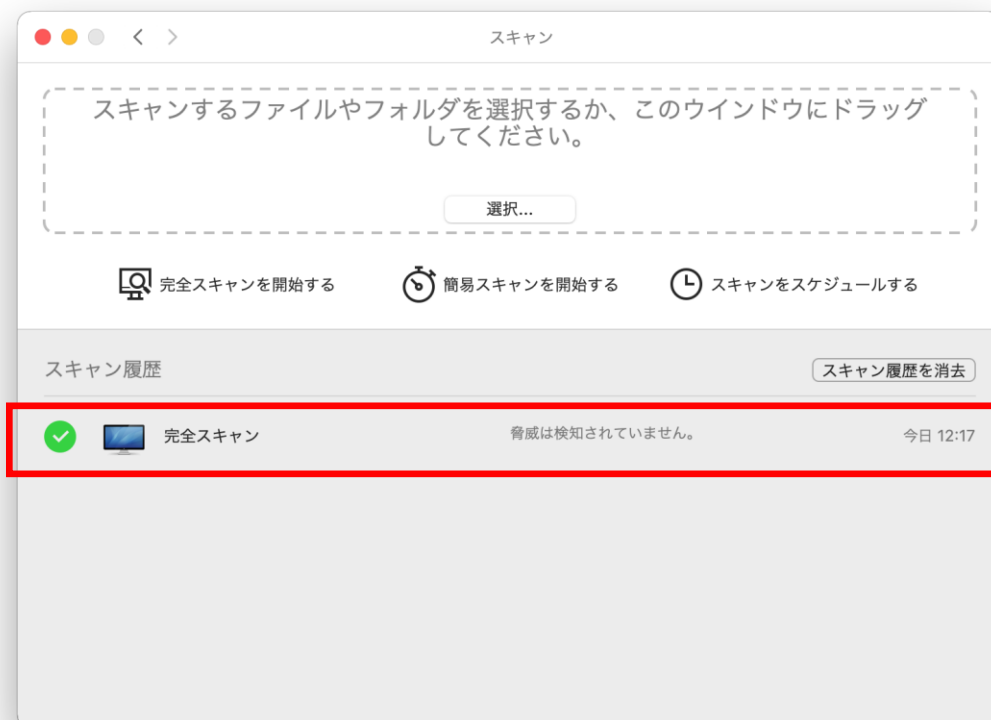 スキャン
スキャンするファイルやフォルダを選択するか、このウインドウにドラッグ
してください。
選択...
完全スキャンを開始する
簡易スキャンを開始する
スキャンをスケジュールする
スキャン履歴
スキャン履歴を消去
完全スキャン
脅威は検知されていません。
今日 12:17